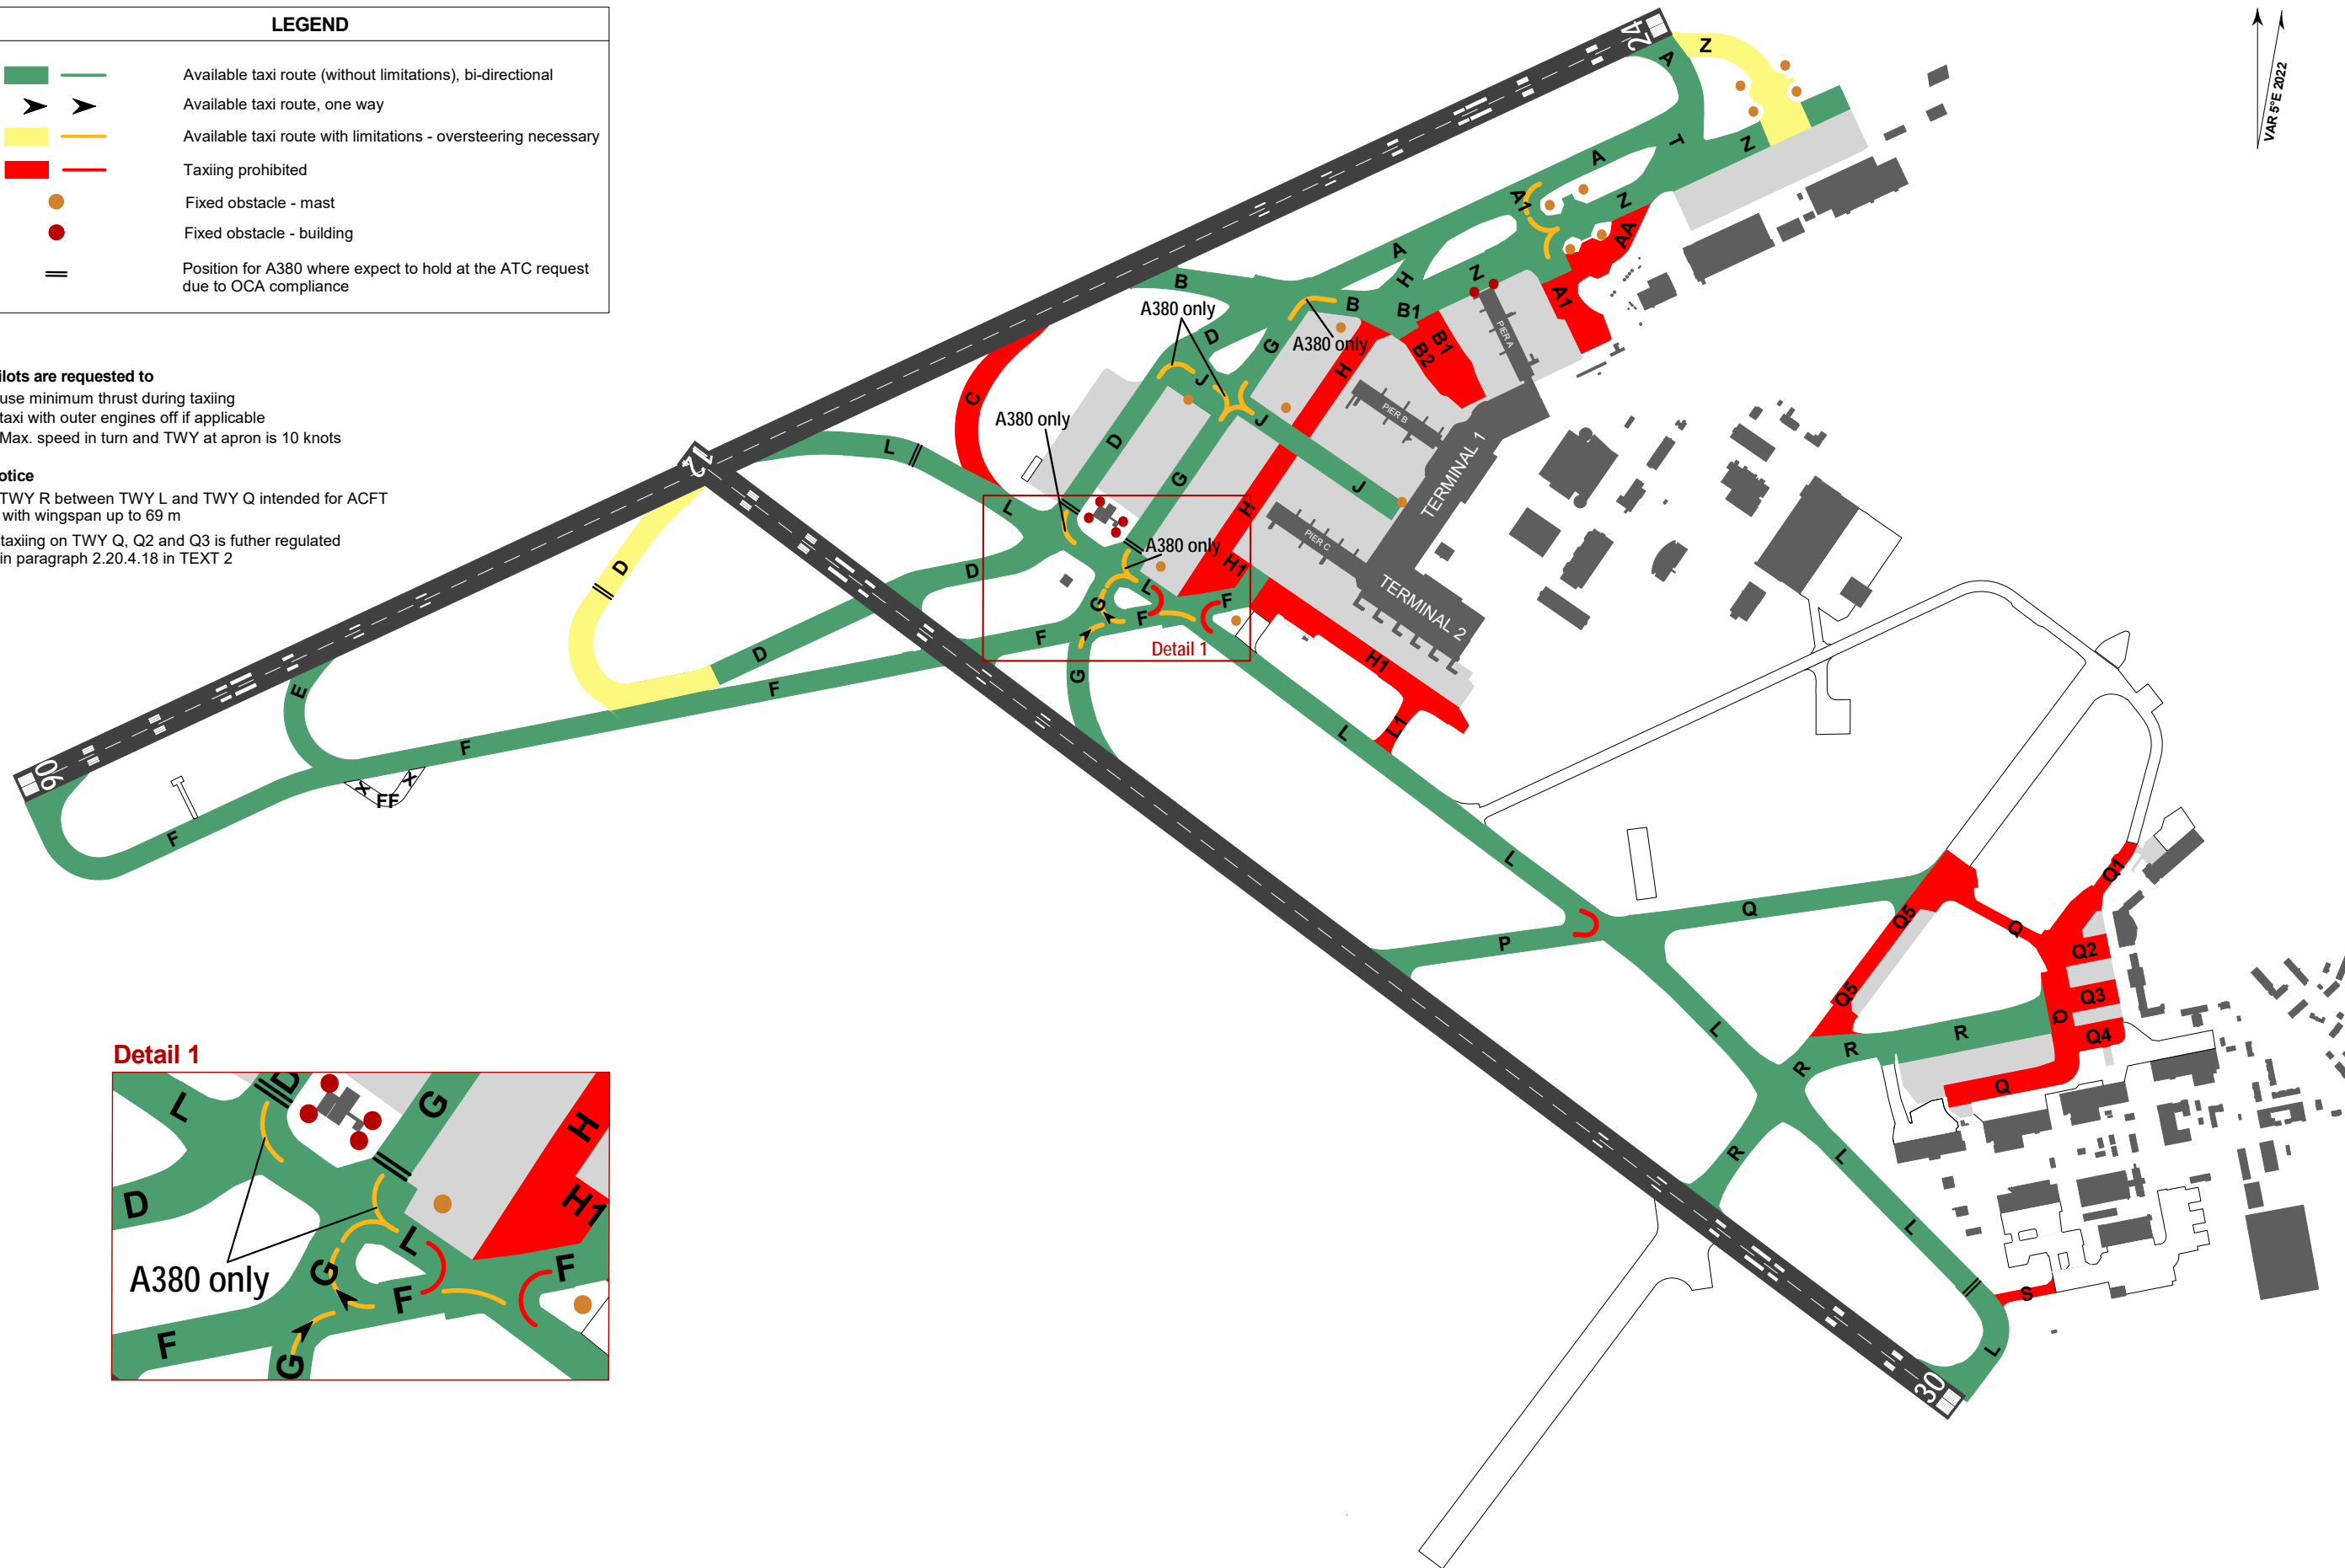 LEGEND
Available taxi route (without limitations), bi-directional
Available taxi route, one way
Available taxi route with limitations - oversteering necessary
Taxiing prohibited
Fixed obstacle - mast
Fixed obstacle - building
Position for A380 where expect to hold at the ATC request
due to OCA compliance
ilots are requested to
use minimum thrust during taxiing
taxi with outer engines off if applicable
Max. speed in turn and TWY at apron is 10 knots
otice
TWY R between TWY L and TWY Q intended for ACFT
with wingspan up to 69 m
taxiing on TWY Q, Q2 and Q3 is futher regulated
in paragraph 2.20.4.18 in TEXT 2
VAR 5°E 2022
24
A
Z
T
Z
A
A1
Z
AA
A
H
Z
A1
B
B
B1
B1
B2
PIER A
A380 only
A380 only
D
G
J
H
PIER B
J
C
A380 only
D
G
J
H
TERMINAL 1
PIER C
12
L
L
A380 only
H1
TERMINAL 2
D
D
L
G
F
F
F
Detail 1
D
F
G
H1
L1
L
E
F
06
F
X
FF
X
L
P
Q
Q5
Q
Q1
Q2
Q3
Q4
Q
Q5
R
R
R
Q
L
R
L
L
S
L
30
Detail 1
L
D
G
H
H1
D
A380 only
G
L
F
F
F
G